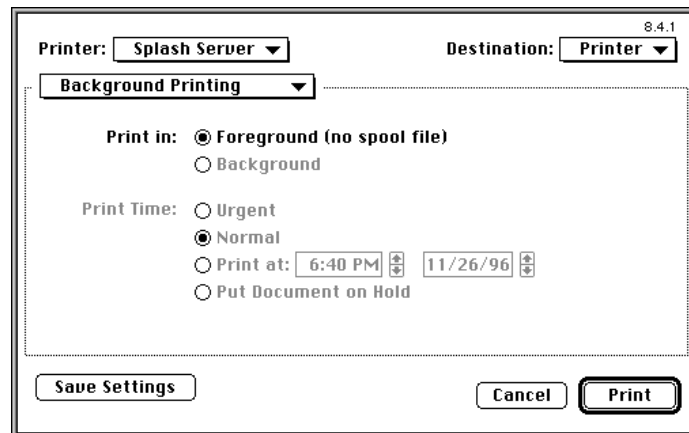 8.4.1
Printer: Splash Server Destination: Printer
Background Printing
Print in: Foreground (no spool file)
Background
Print Time: Urgent
Normal
Print at: 6:40 PM 11/26/96
Put Document on Hold
Save Settings Cancel Print